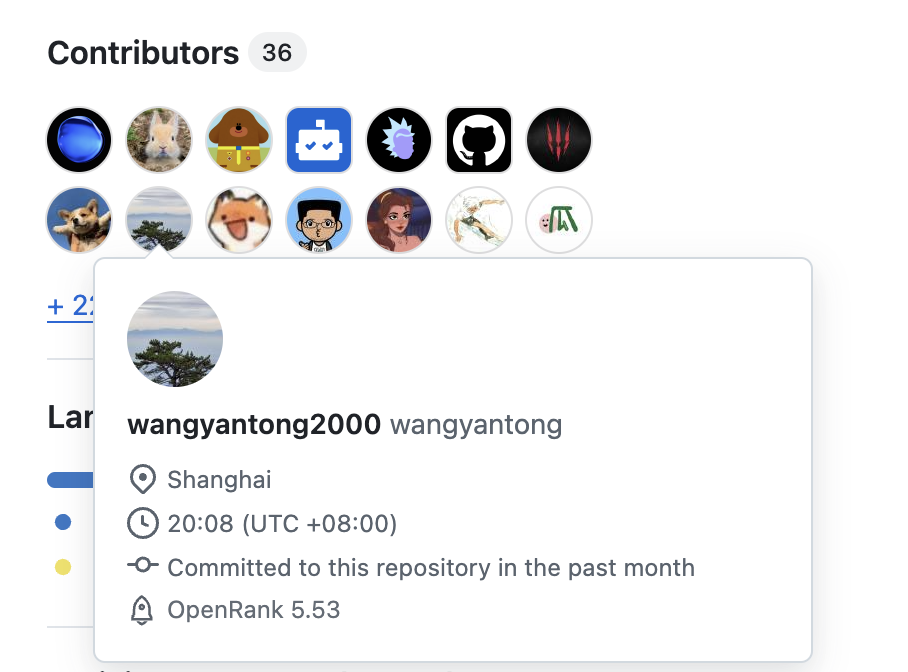 Contributors 36
+ 22
wangyantong2000 wangyantong
Shanghai
20:08 (UTC +08:00)
Committed to this repository in the past month
OpenRank 5.53